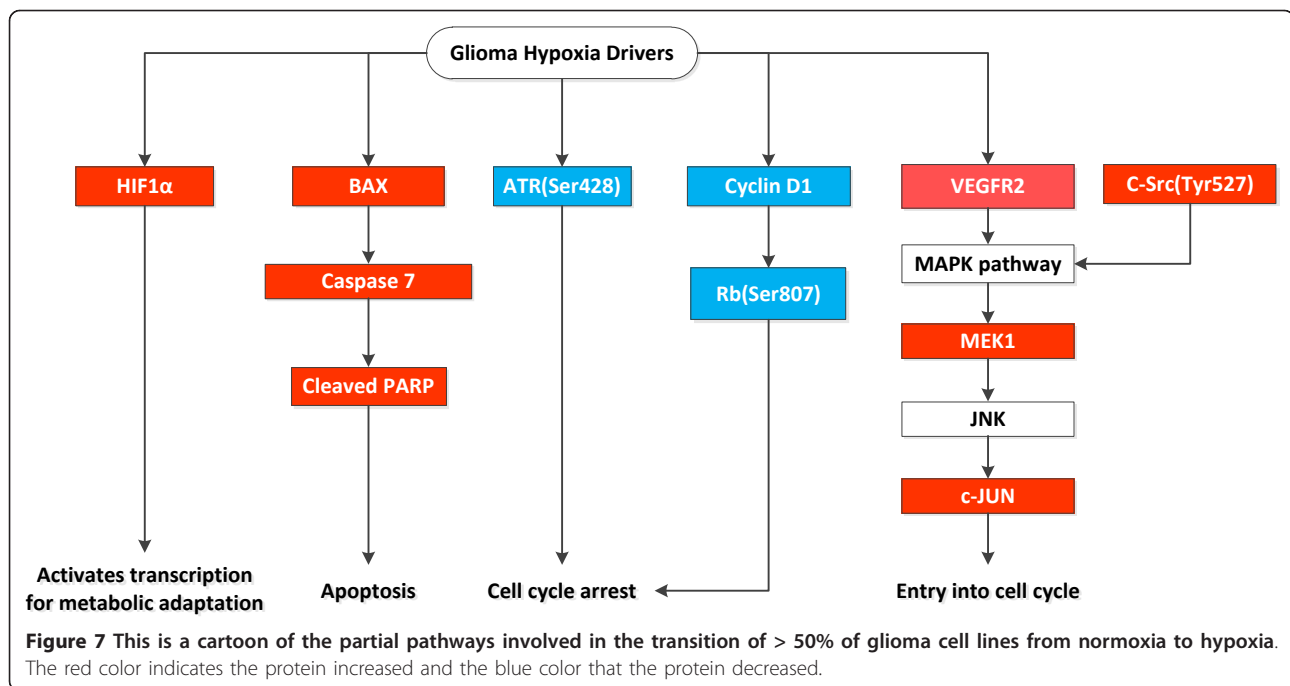 Glioma Hypoxia Drivers
HIF1α
BAX
ATR(Ser428)
Cyclin D1
VEGFR2
C-Src(Tyr527)
MAPK pathway
Caspase 7
Rb(Ser807)
MEK1
Cleaved PARP
JNK
c-JUN
Activates transcription
for metabolic adaptation
Apoptosis
Cell cycle arrest
Entry into cell cycle
Figure 7 This is a cartoon of the partial pathways involved in the transition of > 50% of glioma cell lines from normoxia to hypoxia.
The red color indicates the protein increased and the blue color that the protein decreased.